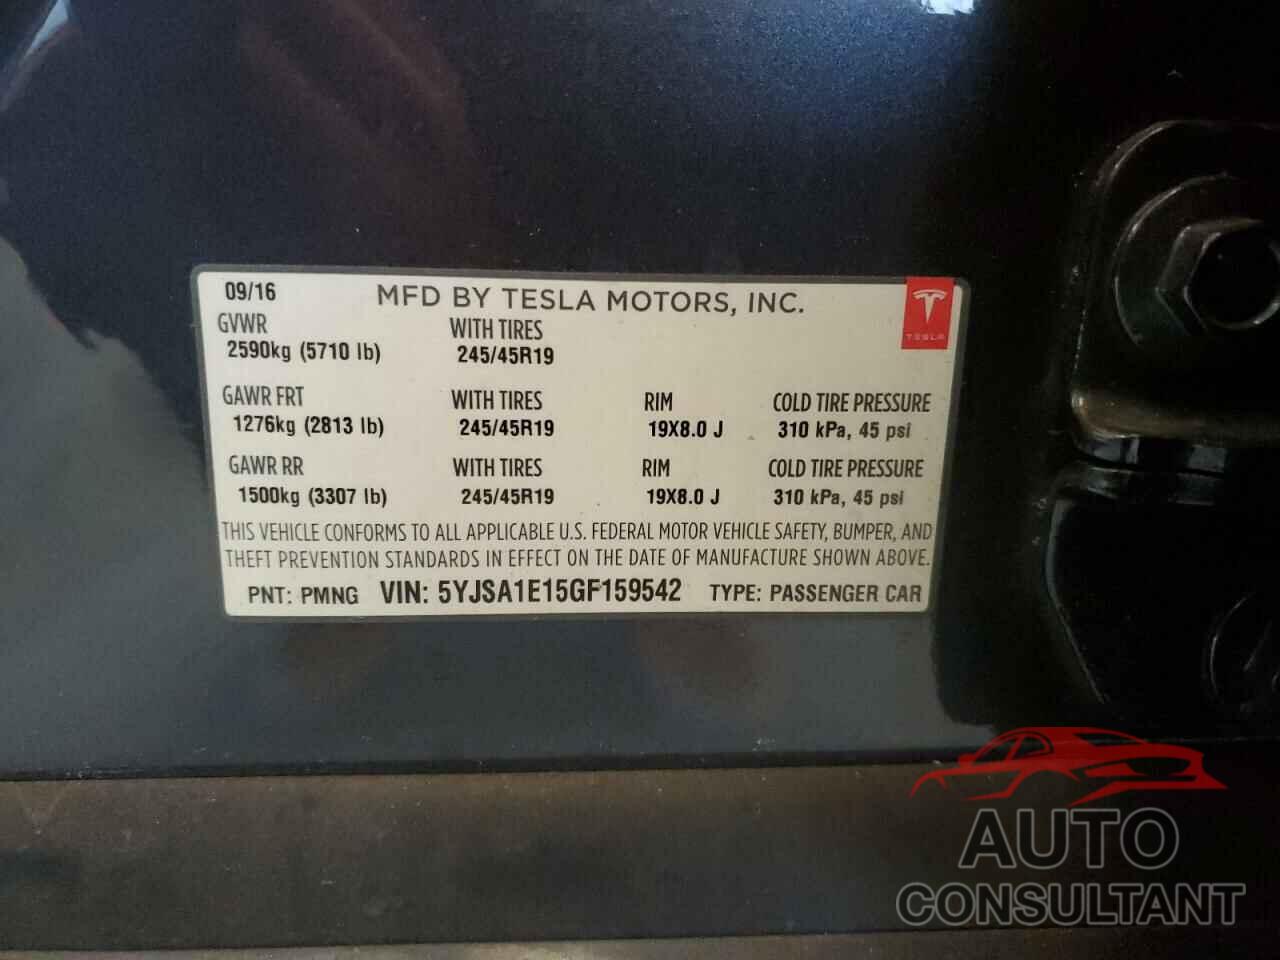 09/16 MFD BY TESLA MOTORS, INC.
TESLA
GVWR WITH TIRES
2590kg (5710 lb) 245/45R19
GAWR FRT WITH TIRES RIM COLD TIRE PRESSURE
1276kg (2813 lb) 245/45R19 19X8.0 J 310 kPa, 45 psi
GAWR RR WITH TIRES RIM COLD TIRE PRESSURE
1500kg (3307 lb) 245/45R19 19X8.0 J 310 kPa, 45 psi
THIS VEHICLE CONFORMS TO ALL APPLICABLE U.S. FEDERAL MOTOR VEHICLE SAFETY, BUMPER, AND
THEFT PREVENTION STANDARDS IN EFFECT ON THE DATE OF MANUFACTURE SHOWN ABOVE.
PNT: PMNG VIN: 5YJSA1E15GF159542 TYPE: PASSENGER CAR
AUTO
CONSULTANT